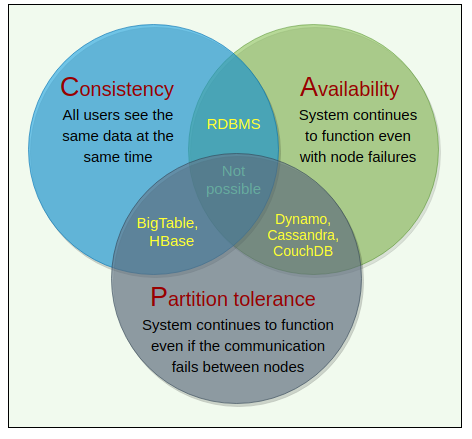 Consistency
All users see the
same data at the
same time
Availability
System continues
to function even
with node failures
RDBMS
Not
possible
BigTable,
HBase
Dynamo,
Cassandra,
CouchDB
Partition tolerance
System continues to function
even if the communication
fails between nodes